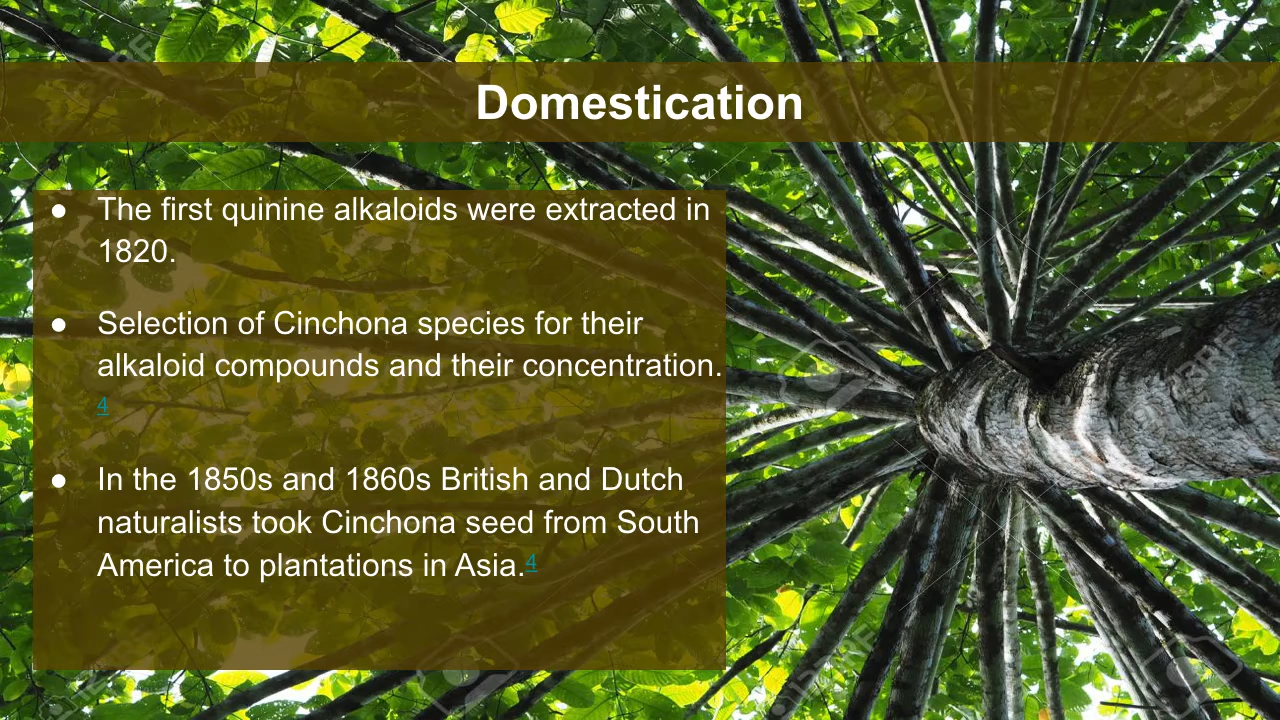 Domestication
● The first quinine alkaloids were extracted in
1820.
● Selection of Cinchona species for their
alkaloid compounds and their concentration.
4
● In the 1850s and 1860s British and Dutch
naturalists took Cinchona seed from South
America to plantations in Asia.4